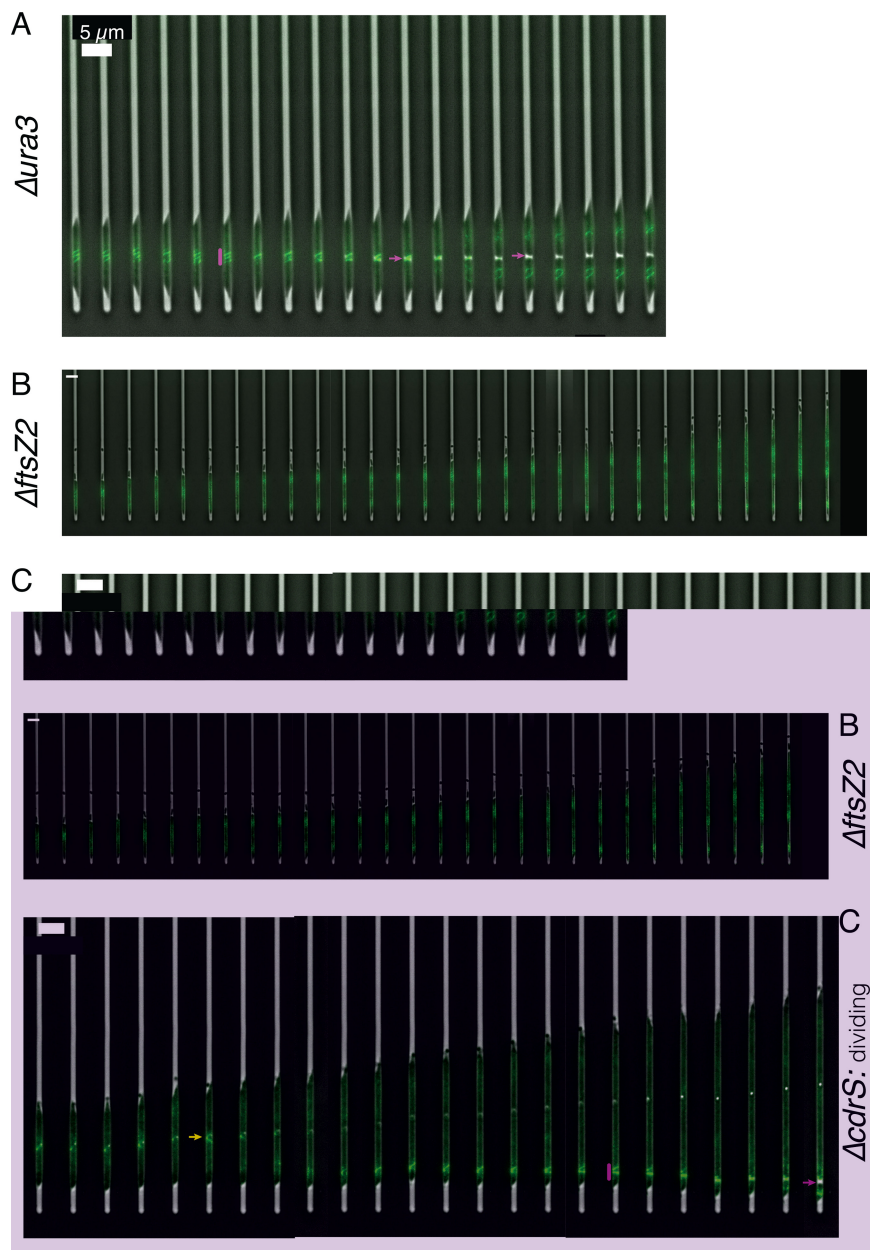 A
5 µm
Δura3
B
ΔftsZ2
C
B
ΔftsZ2
C
ΔcdrS: dividing